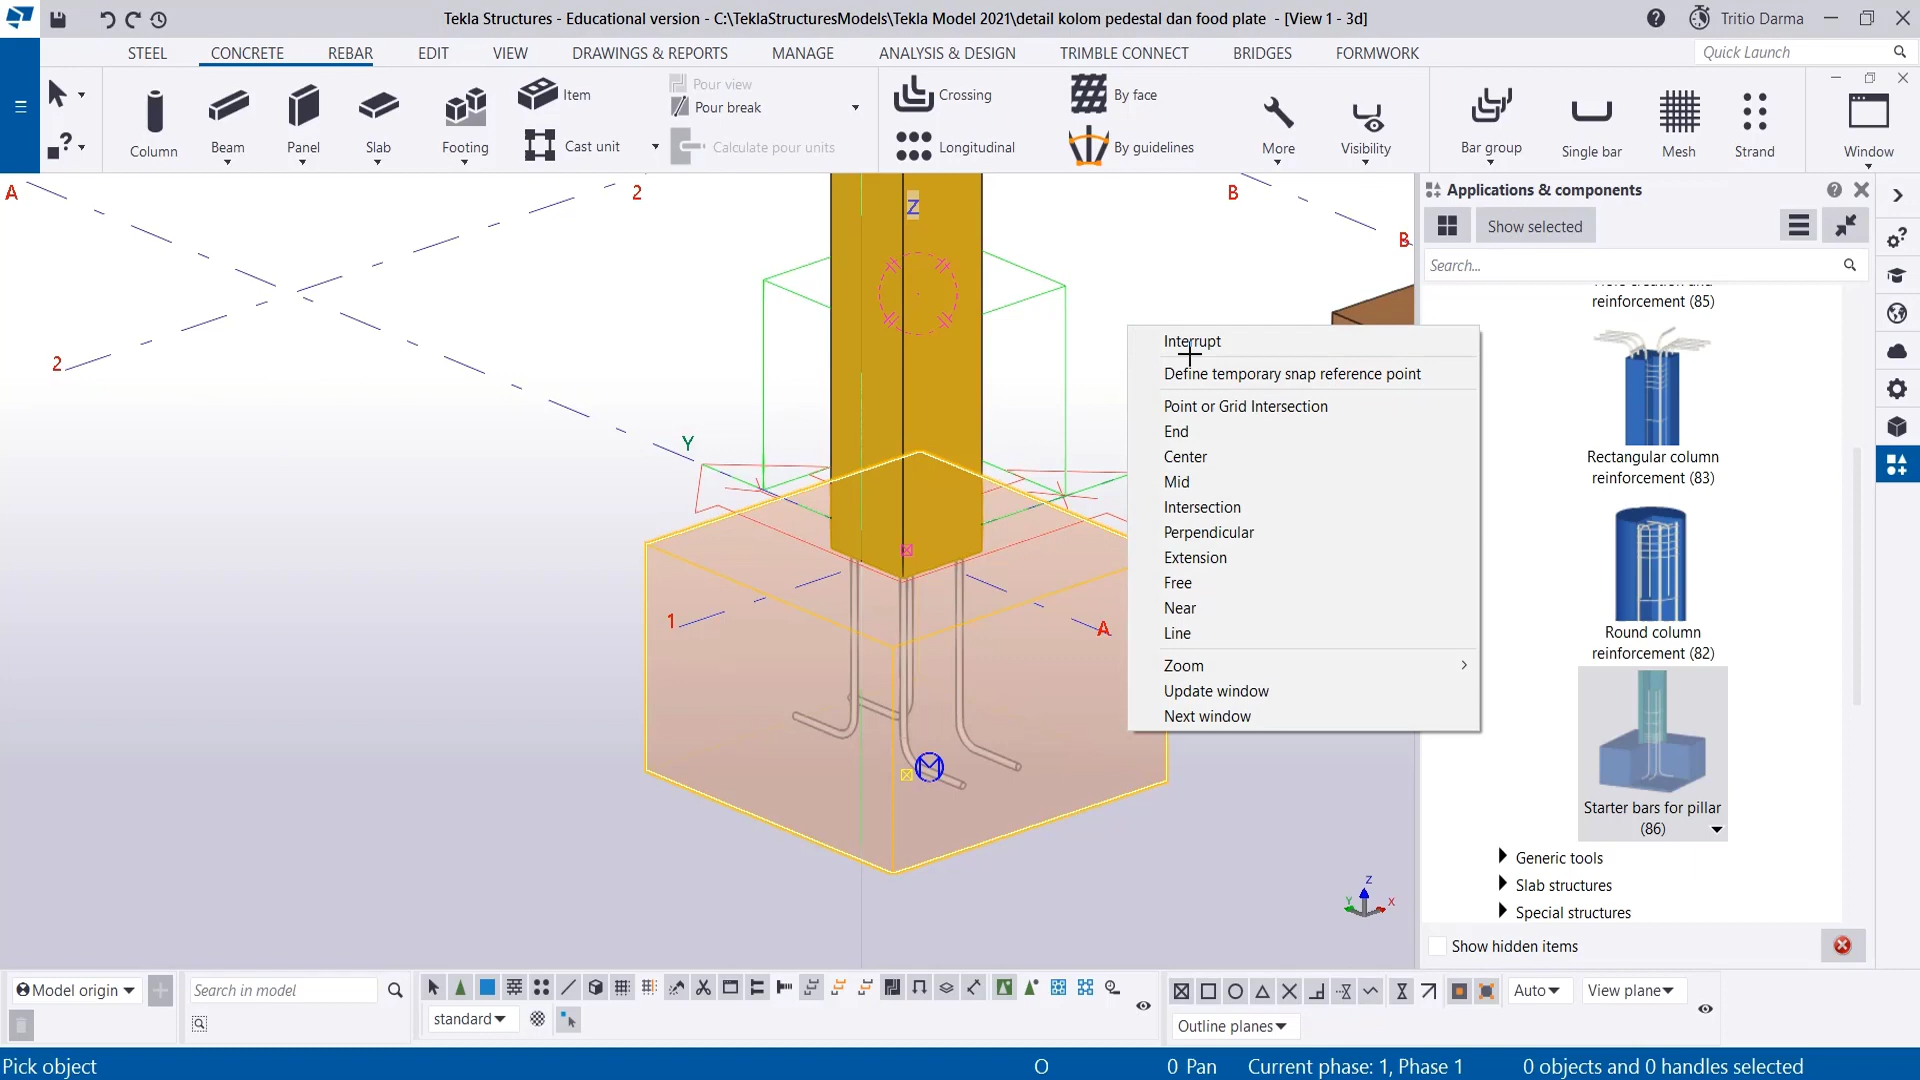 Tekla Structures - Educational version - C:\TeklaStructuresModels\Tekla Model 2021\detail kolom pedestal dan food plate - [View 1 - 3d]
Tritio Darma
STEEL CONCRETE REBAR EDIT VIEW DRAWINGS & REPORTS MANAGE ANALYSIS & DESIGN TRIMBLE CONNECT BRIDGES FORMWORK
Quick Launch
Column
Beam
Panel
Slab
Footing
Item
Cast unit
Pour view
Pour break
Calculate pour units
Crossing
Longitudinal
By face
By guidelines
More
Visibility
Bar group
Single bar
Mesh
Strand
Window
A
2
B
B
Z
2
Y
1
A
Interrupt
Define temporary snap reference point
Point or Grid Intersection
End
Center
Mid
Intersection
Perpendicular
Extension
Free
Near
Line
Zoom
Update window
Next window
Z
Y
X
Applications & components
Show selected
Search...
reinforcement (85)
Rectangular column
reinforcement (83)
Round column
reinforcement (82)
Starter bars for pillar
(86)
Generic tools
Slab structures
Special structures
Show hidden items
Model origin
Search in model
standard
Auto
View plane
Outline planes
Pick object
O
0 Pan
Current phase: 1, Phase 1
0 objects and 0 handles selected